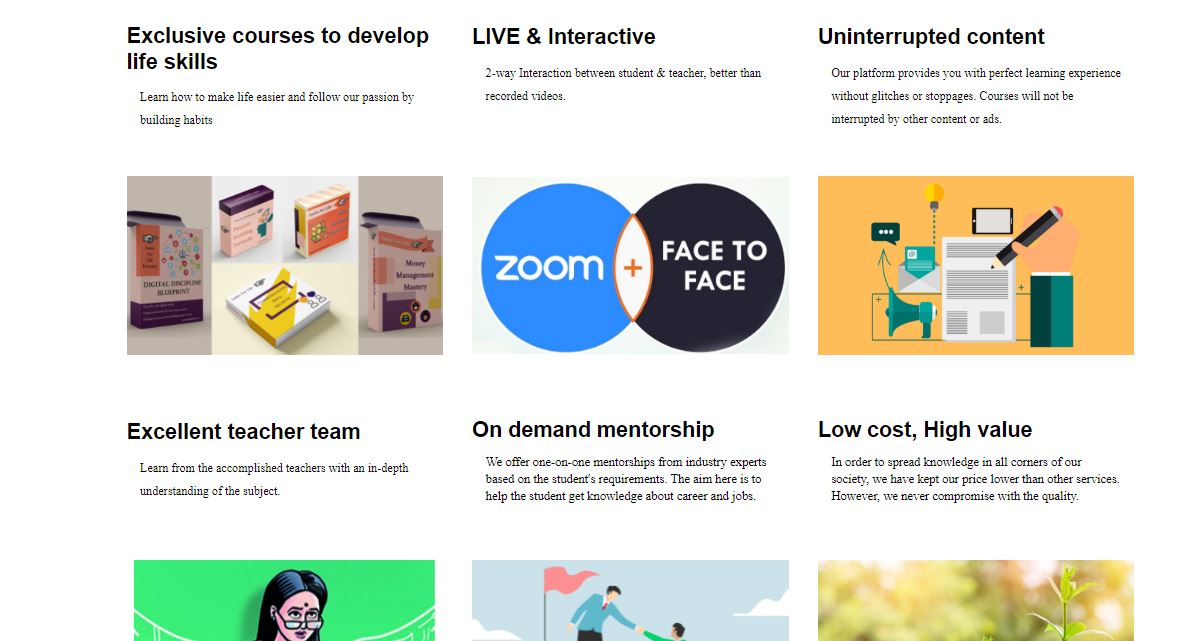 Exclusive courses to develop
life skills
Learn how to make life easier and follow our passion by
building habits
LIVE & Interactive
2-way Interaction between student & teacher, better than
recorded videos.
Uninterrupted content
Our platform provides you with perfect learning experience
without glitches or stoppages. Courses will not be
interrupted by other content or ads.
DIGITAL DISCIPLINE
BLUEPRINT
Money
Management
Mastery
zoom
+
FACE TO
FACE
Excellent teacher team
Learn from the accomplished teachers with an in-depth
understanding of the subject.
On demand mentorship
We offer one-on-one mentorships from industry experts
based on the student's requirements. The aim here is to
help the student get knowledge about career and jobs.
Low cost, High value
In order to spread knowledge in all corners of our
society, we have kept our price lower than other services.
However, we never compromise with the quality.